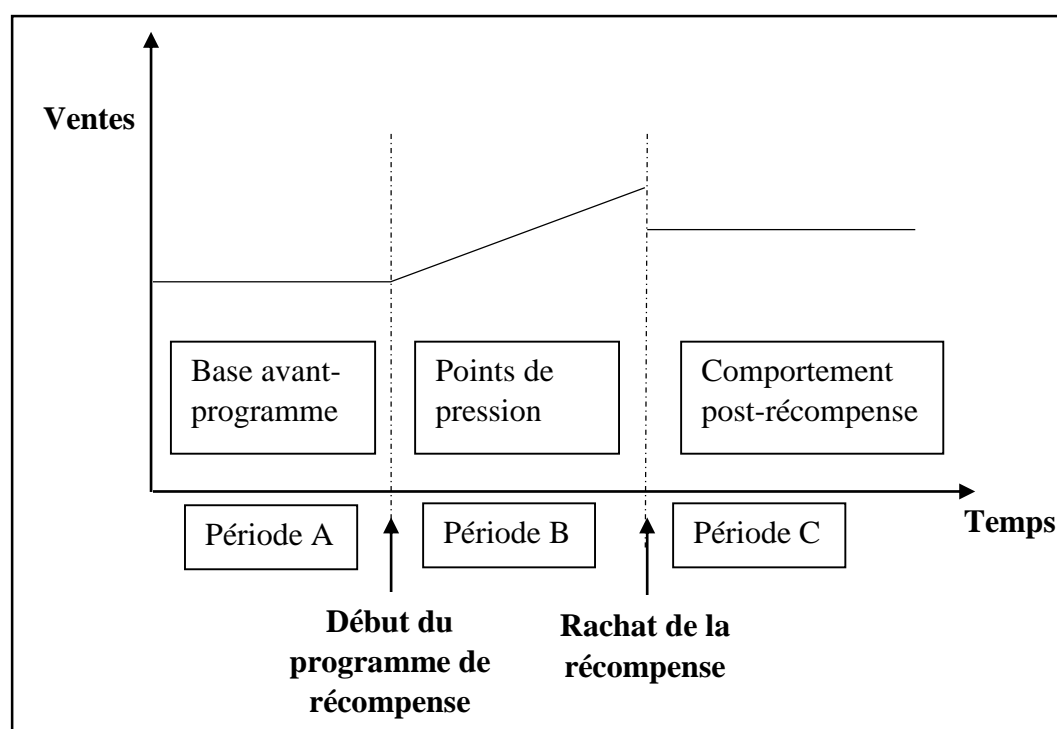 Ventes
Base avant-
programme
Points de
pression
Comportement
post-récompense
Temps
Période A
Période B
Période C
Début du
programme de
récompense
Rachat de la
récompense